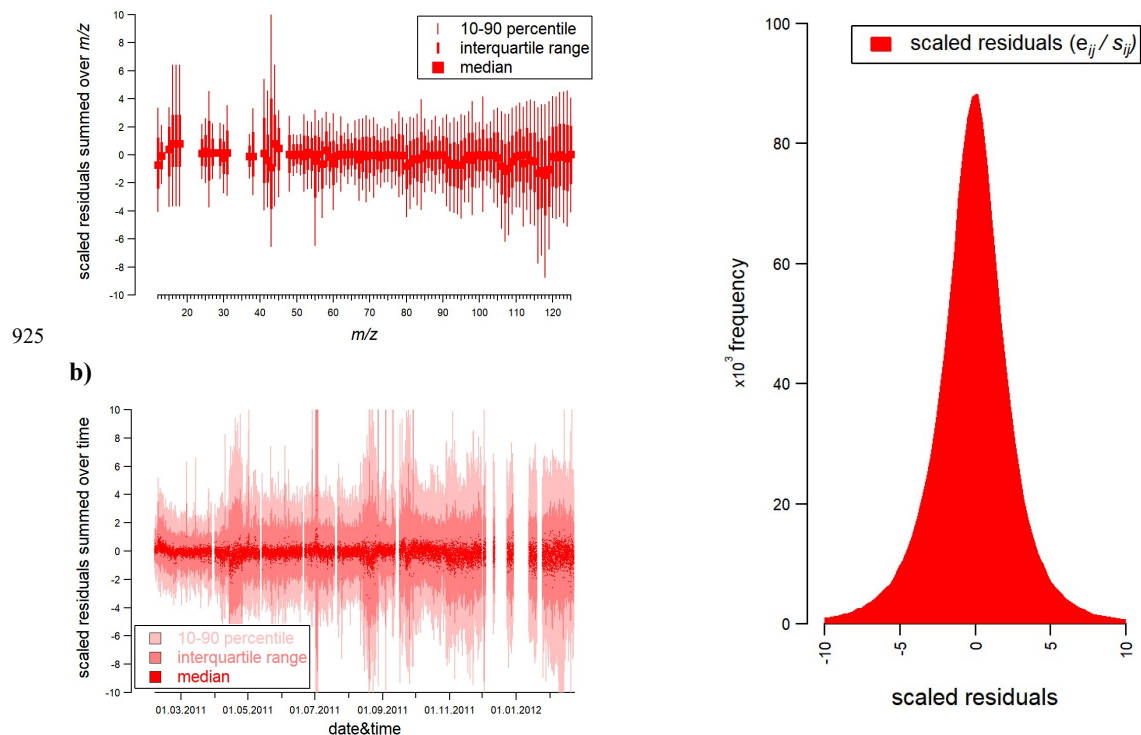 10-90 percentile
interquartile range
median
scaled residuals summed over m/z
10
8
6
4
2
0
-2
-4
-6
-8
-10
20 30 40 50 60 70 80 90 100 110 120
m/z
925
b)
scaled residuals summed over time
10
8
6
4
2
0
-2
-4
-6
-8
-10
10-90 percentile
interquartile range
median
01.03.2011 01.05.2011 01.07.2011 01.09.2011 01.11.2011 01.01.2012
date&time
scaled residuals (e_ij / s_ij)
x10³ frequency
100
80
60
40
20
0
-10 -5 0 5 10
scaled residuals